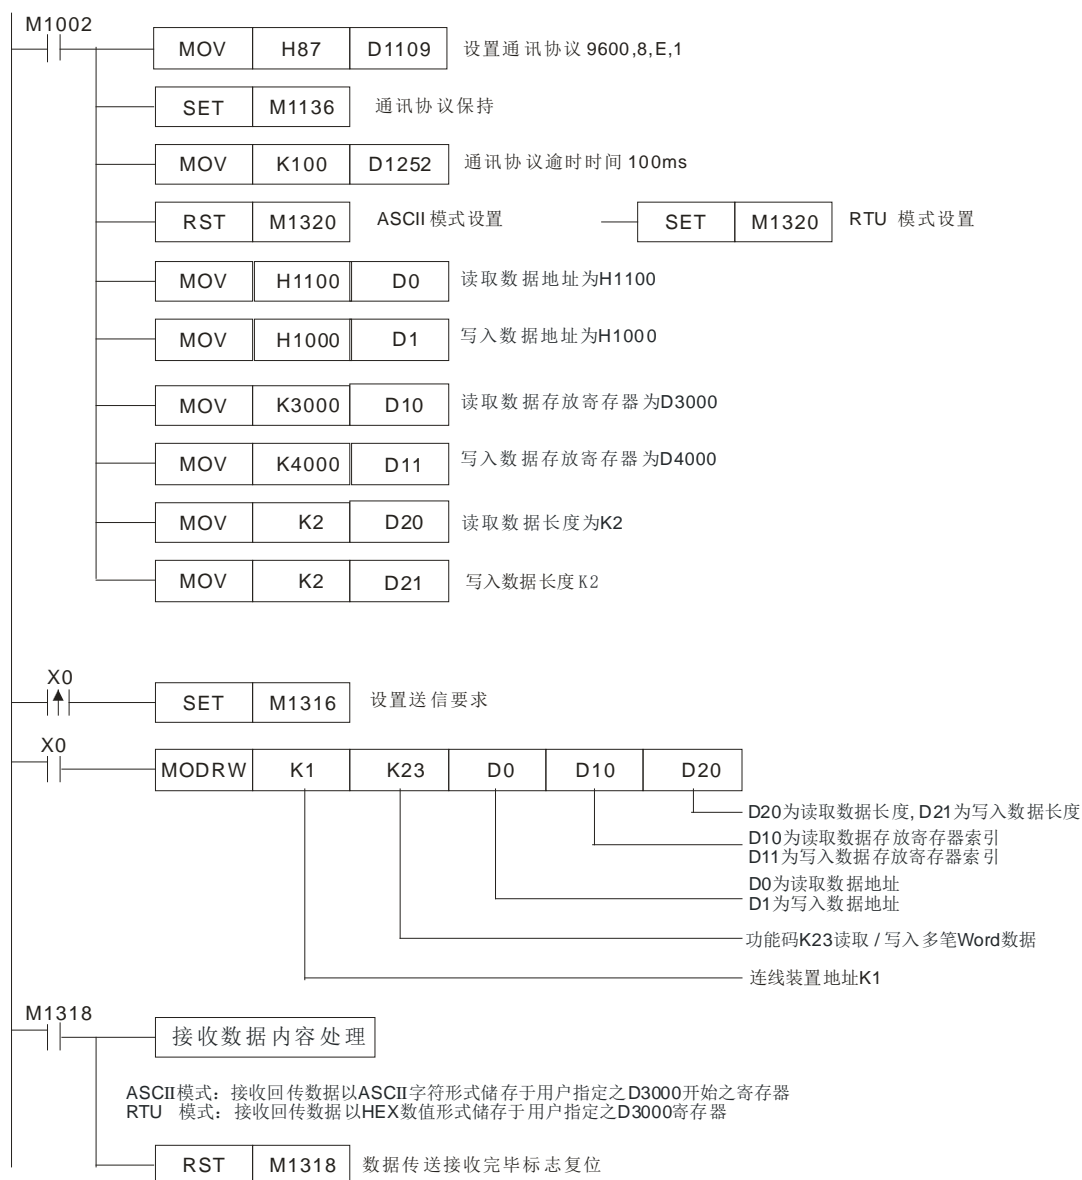 M1002
MOV H87 D1109 设置通讯协议 9600,8,E,1
SET M1136 通讯协议保持
MOV K100 D1252 通讯协议逾时时间 100ms
RST M1320 ASCII 模式设置 SET M1320 RTU 模式设置
MOV H1100 D0 读取数据地址为H1100
MOV H1000 D1 写入数据地址为H1000
MOV K3000 D10 读取数据存放寄存器为D3000
MOV K4000 D11 写入数据存放寄存器为D4000
MOV K2 D20 读取数据长度为K2
MOV K2 D21 写入数据长度K2
X0
SET M1316 设置送信要求
X0
MODRW K1 K23 D0 D10 D20
D20为读取数据长度, D21为写入数据长度
D10为读取数据存放寄存器索引
D11为写入数据存放寄存器索引
D0为读取数据地址
D1为写入数据地址
功能码K23读取 / 写入多笔Word数据
连线装置地址K1
M1318
接收数据内容处理
ASCII模式：接收回传数据以ASCII字符形式储存于用户指定之D3000开始之寄存器
RTU 模式：接收回传数据以HEX数值形式储存于用户指定之D3000寄存器
RST M1318 数据传送接收完毕标志复位